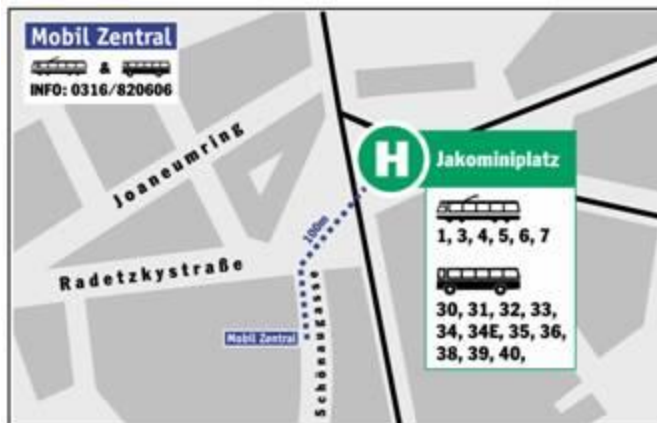 Mobil Zentral
&
INFO: 0316/820606
Joaneumring
H
Jakominiplatz
1, 3, 4, 5, 6, 7
30, 31, 32, 33,
34, 34E, 35, 36,
38, 39, 40,
100m
Radetzkystraße
Mobil Zentral
Schönaugasse